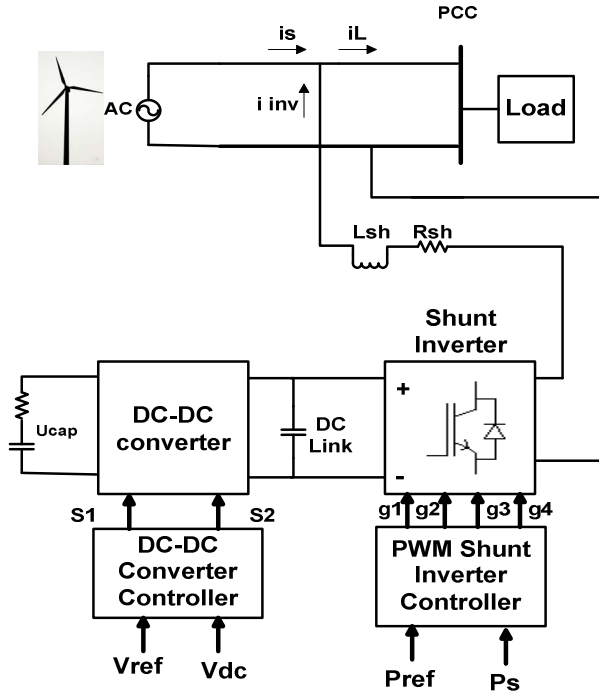 PCC
is iL
AC
i inv
Load
Lsh Rsh
Shunt
Inverter
Ucap
DC-DC
converter
DC
Link
+
-
S1 S2
g1 g2 g3 g4
DC-DC
Converter
Controller
PWM Shunt
Inverter
Controller
Vref Vdc
Pref Ps